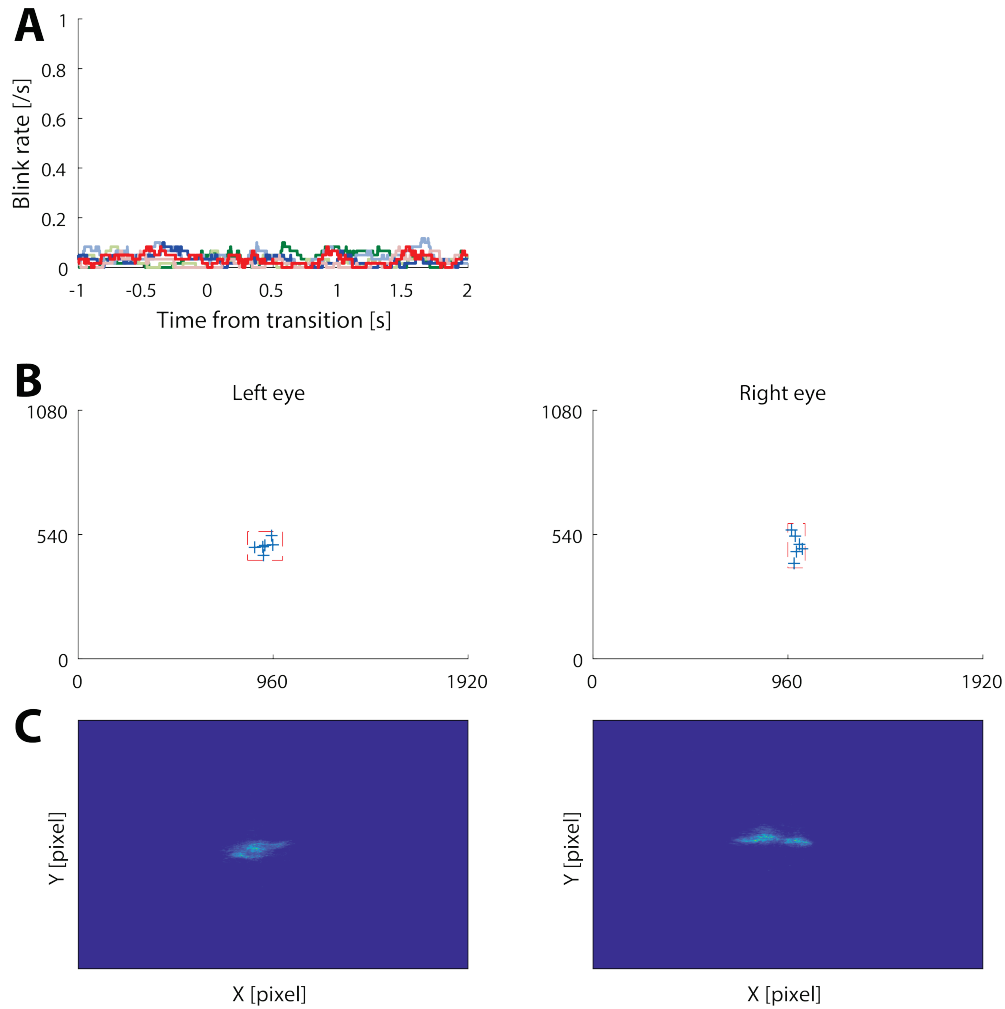 A
1
0.8
0.6
0.4
0.2
0
Blink rate [/s]
-1 -0.5 0 0.5 1 1.5 2
Time from transition [s]
B
Left eye
1080
540
0
0 960 1920
Right eye
1080
540
0
0 960 1920
C
Y [pixel]
X [pixel]
Y [pixel]
X [pixel]